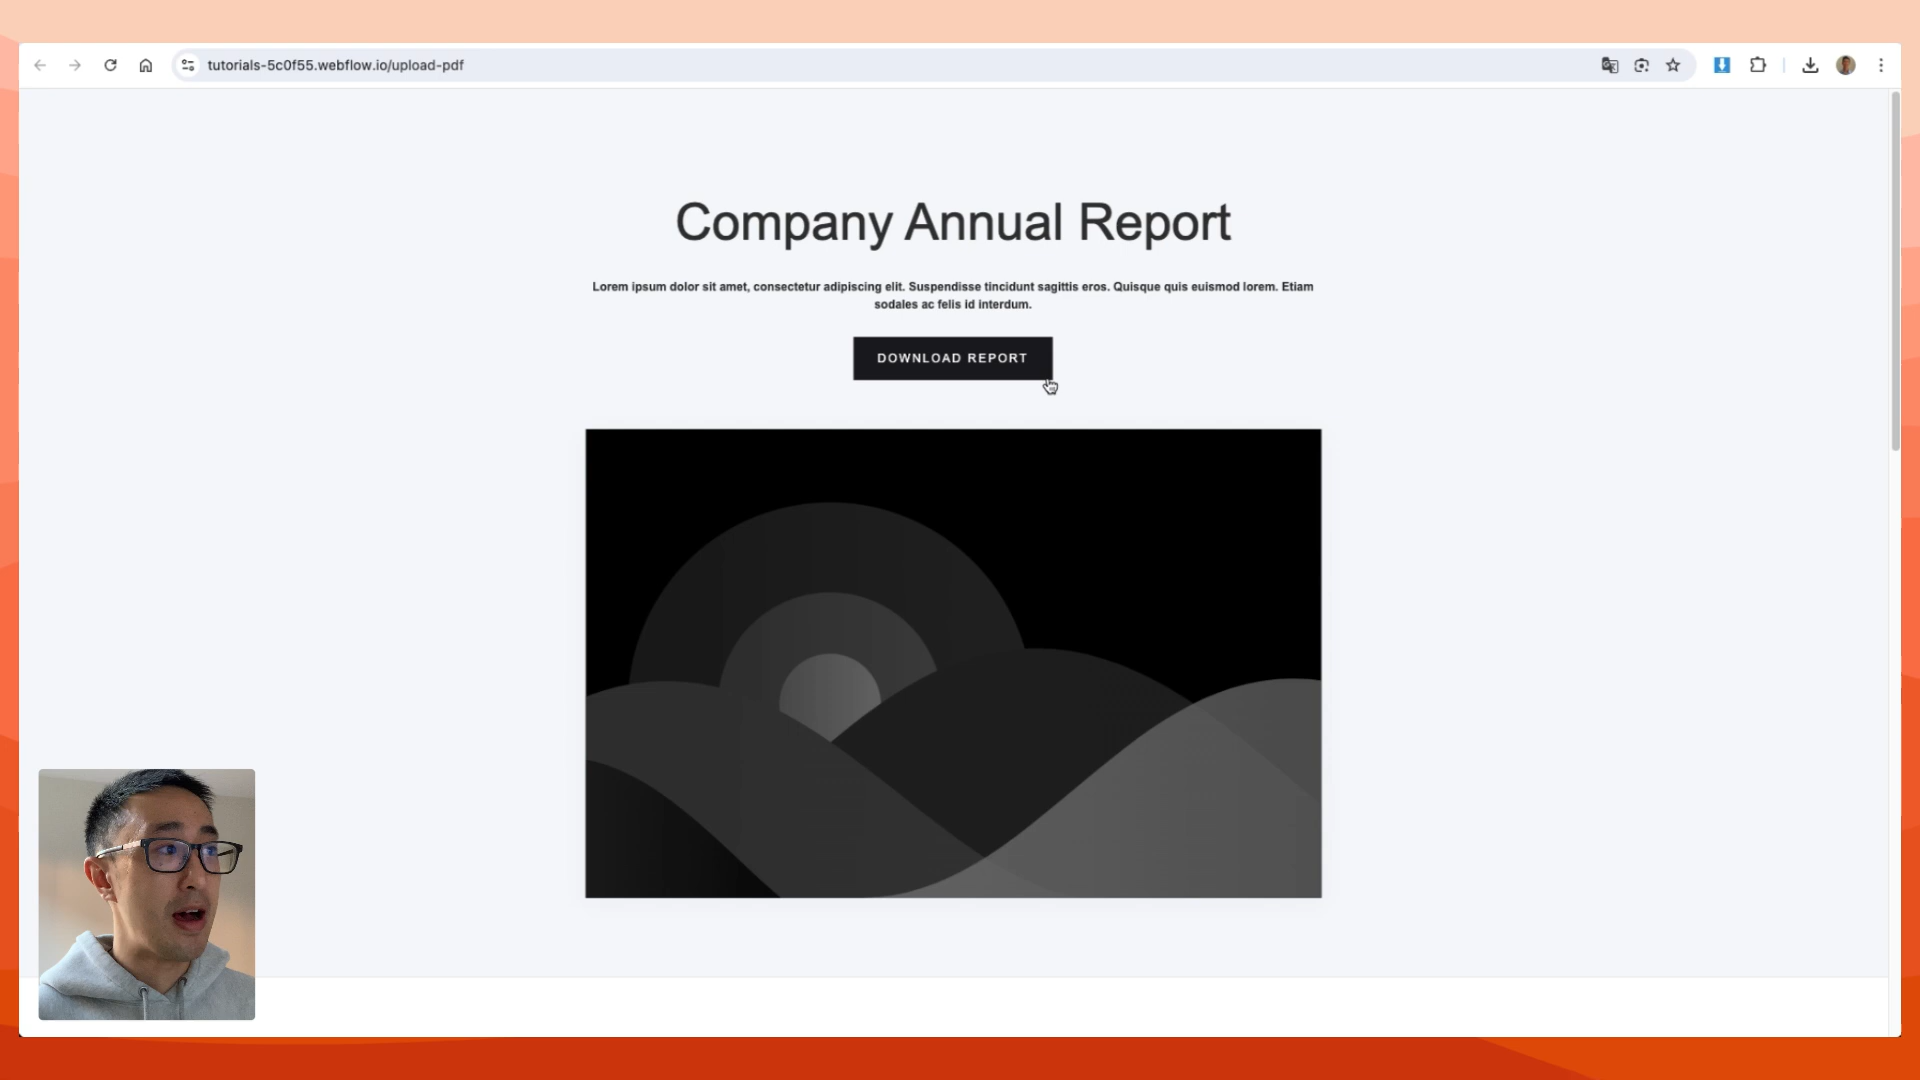 tutorials-5c0f55.webflow.io/upload-pdf
Company Annual Report
Lorem ipsum dolor sit amet, consectetur adipiscing elit. Suspendisse tincidunt sagittis eros. Quisque quis euismod lorem. Etiam
sodales ac felis id interdum.
DOWNLOAD REPORT